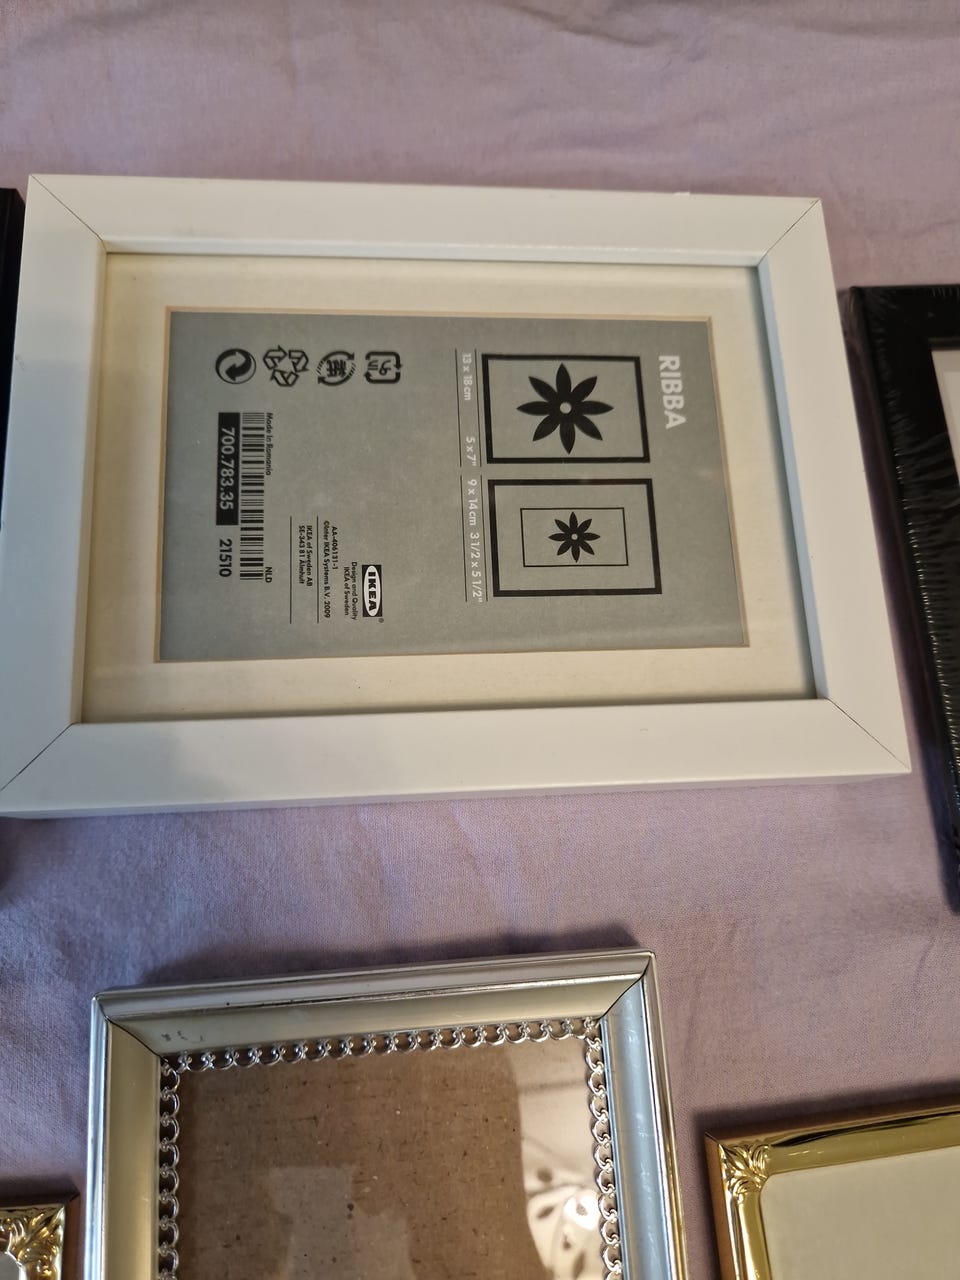 RIBBA
13 x 18 cm 5 x 7"
9 x 14 cm 3 1/2 x 5 1/2"
IKEA®
Design and Quality
IKEA of Sweden
AA-406131-1
©Inter IKEA Systems B.V. 2009
IKEA of Sweden AB
SE-343 81 Älmhult
Made in Romania
NLD
700.783.35 21510